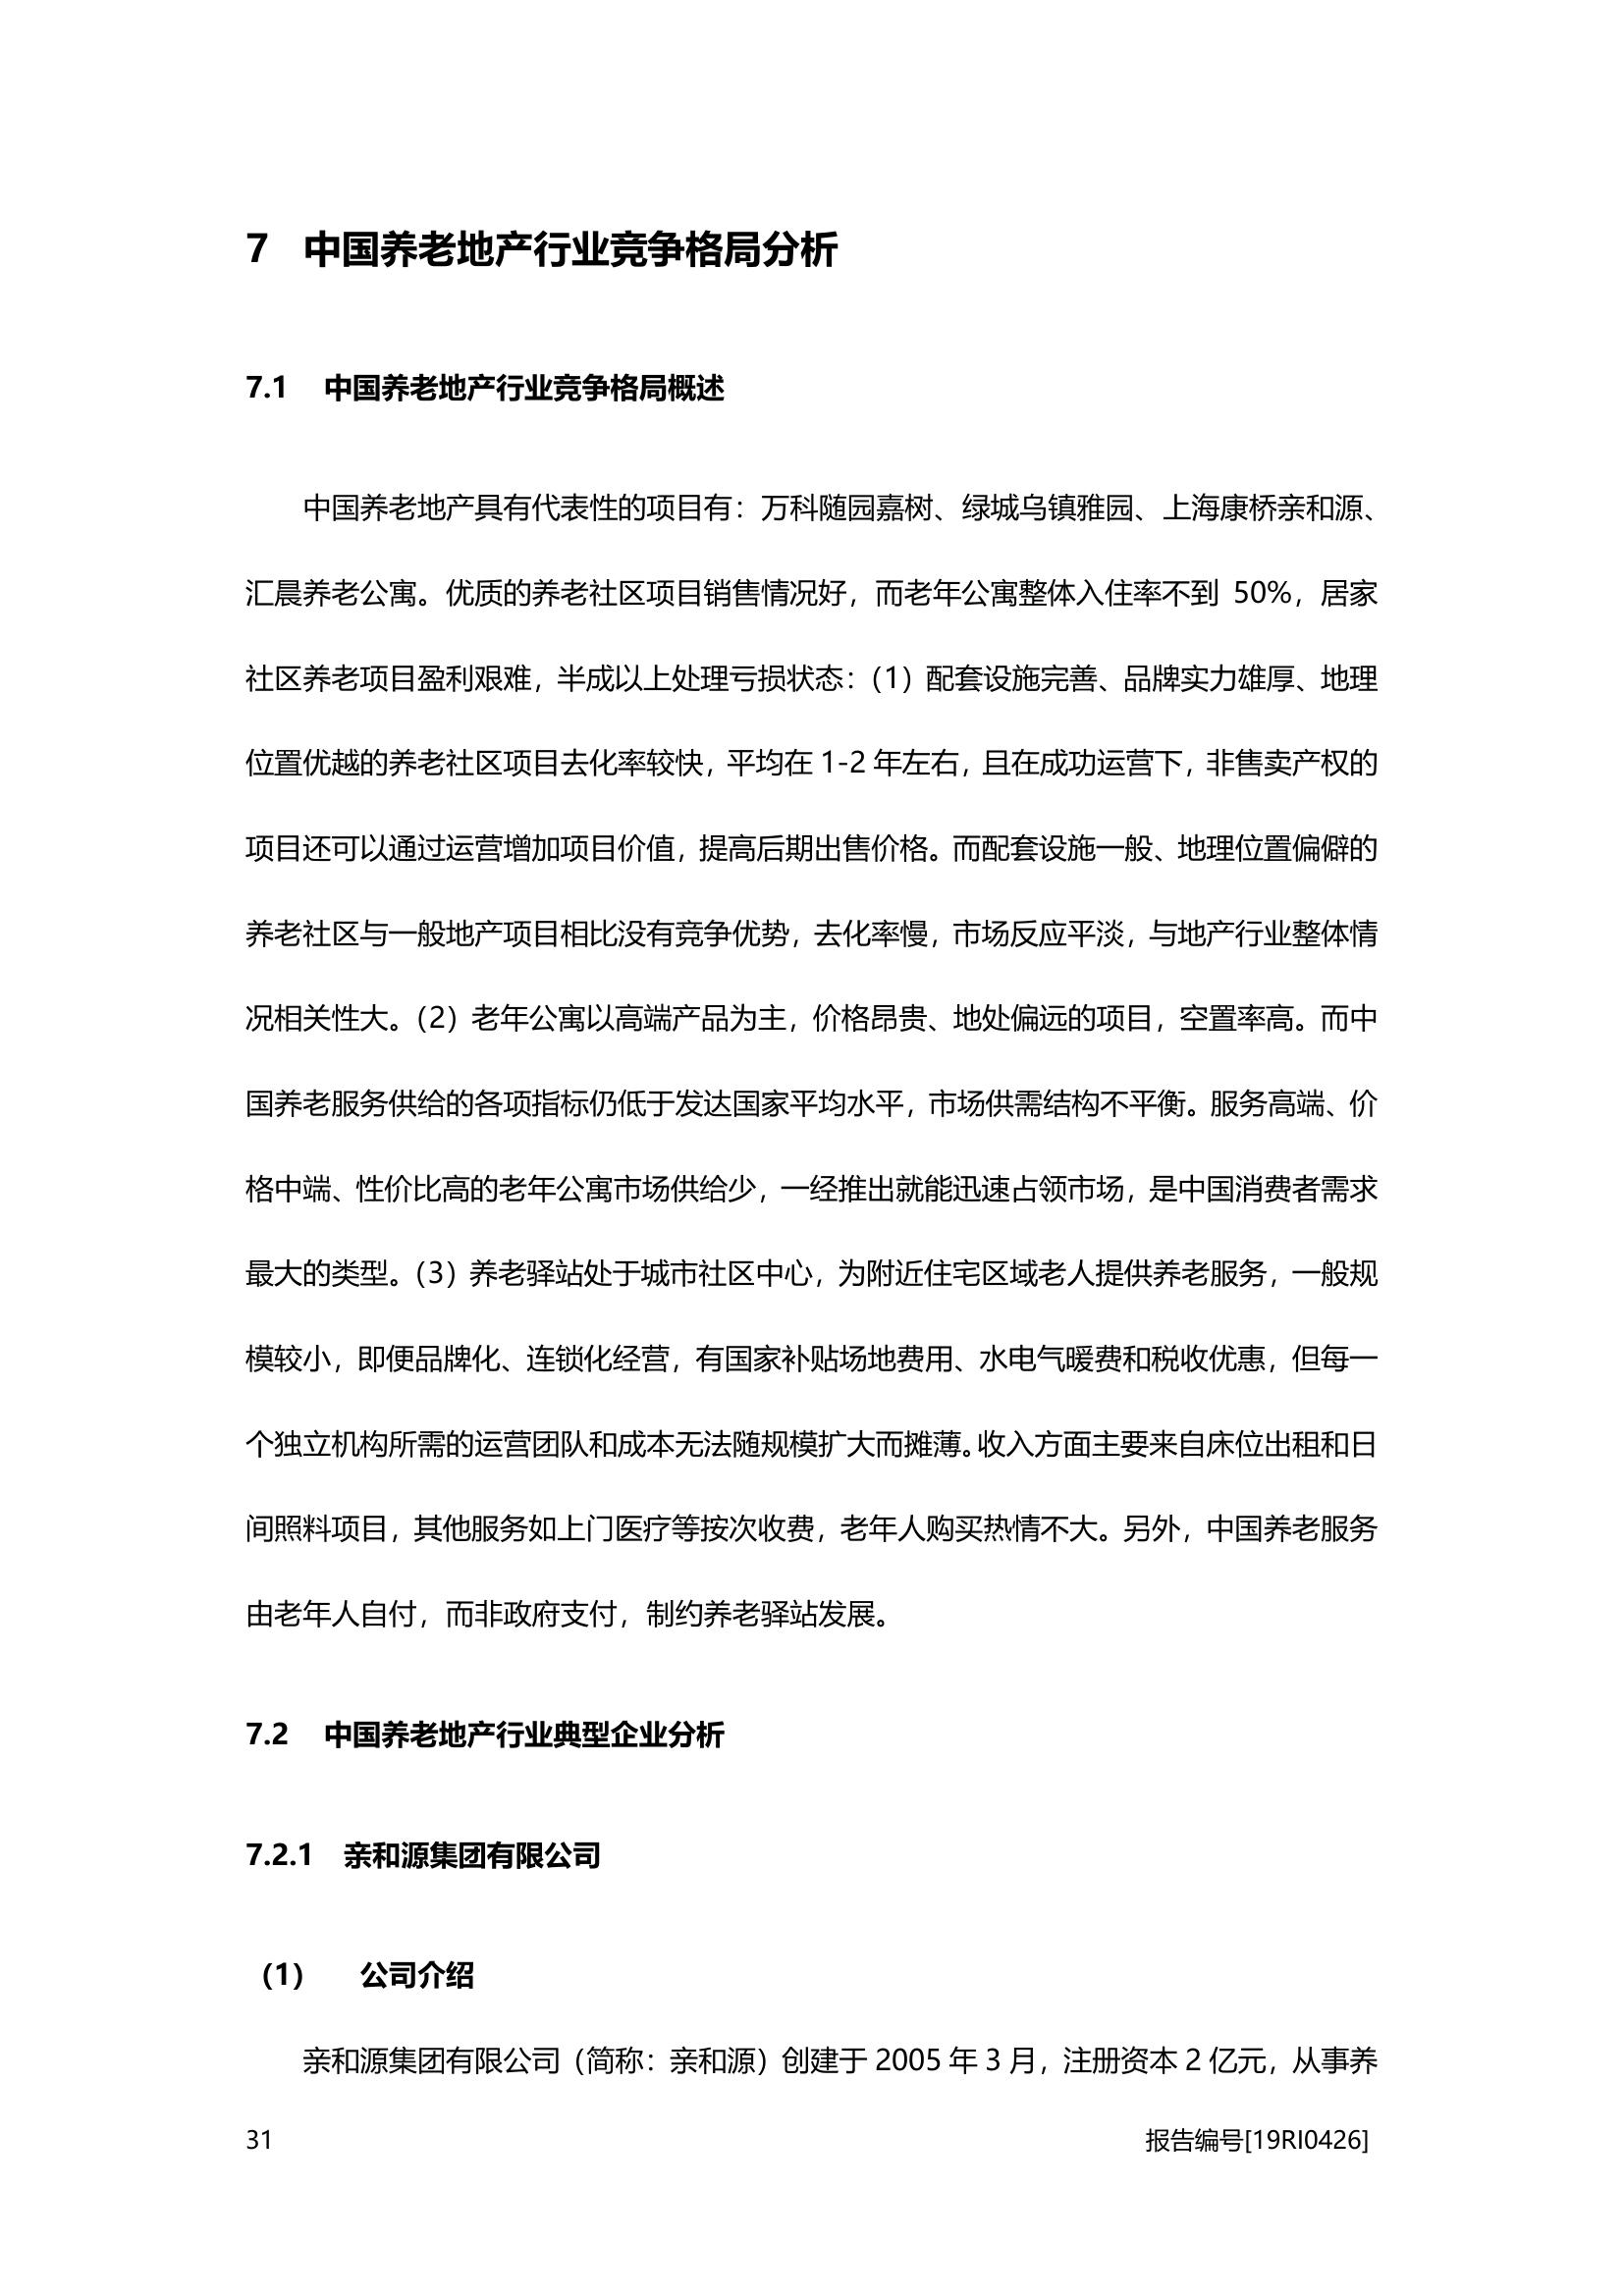 7 中国养老地产行业竞争格局分析
7.1 中国养老地产行业竞争格局概述
中国养老地产具有代表性的项目有：万科随园嘉树、绿城乌镇雅园、上海康桥亲和源、
汇晨养老公寓。优质的养老社区项目销售情况好，而老年公寓整体入住率不到 50%，居家
社区养老项目盈利艰难，半成以上处理亏损状态：（1）配套设施完善、品牌实力雄厚、地理
位置优越的养老社区项目去化率较快，平均在 1-2 年左右，且在成功运营下，非售卖产权的
项目还可以通过运营增加项目价值，提高后期出售价格。而配套设施一般、地理位置偏僻的
养老社区与一般地产项目相比没有竞争优势，去化率慢，市场反应平淡，与地产行业整体情
况相关性大。（2）老年公寓以高端产品为主，价格昂贵、地处偏远的项目，空置率高。而中
国养老服务供给的各项指标仍低于发达国家平均水平，市场供需结构不平衡。服务高端、价
格中端、性价比高的老年公寓市场供给少，一经推出就能迅速占领市场，是中国消费者需求
最大的类型。（3）养老驿站处于城市社区中心，为附近住宅区域老人提供养老服务，一般规
模较小，即便品牌化、连锁化经营，有国家补贴场地费用、水电气暖费和税收优惠，但每一
个独立机构所需的运营团队和成本无法随规模扩大而摊薄。收入方面主要来自床位出租和日
间照料项目，其他服务如上门医疗等按次收费，老年人购买热情不大。另外，中国养老服务
由老年人自付，而非政府支付，制约养老驿站发展。
7.2 中国养老地产行业典型企业分析
7.2.1 亲和源集团有限公司
（1） 公司介绍
亲和源集团有限公司（简称：亲和源）创建于 2005 年 3 月，注册资本 2 亿元，从事养
31 报告编号[19RI0426]